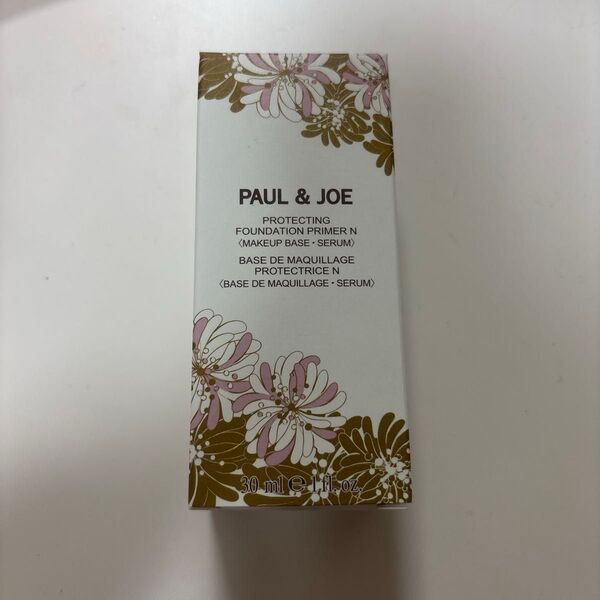 PAUL & JOE
PROTECTING
FOUNDATION PRIMER N
〈MAKEUP BASE・SERUM〉
BASE DE MAQUILLAGE
PROTECTRICE N
〈BASE DE MAQUILLAGE・SERUM〉
30 ml ℮ 1 fl. oz.